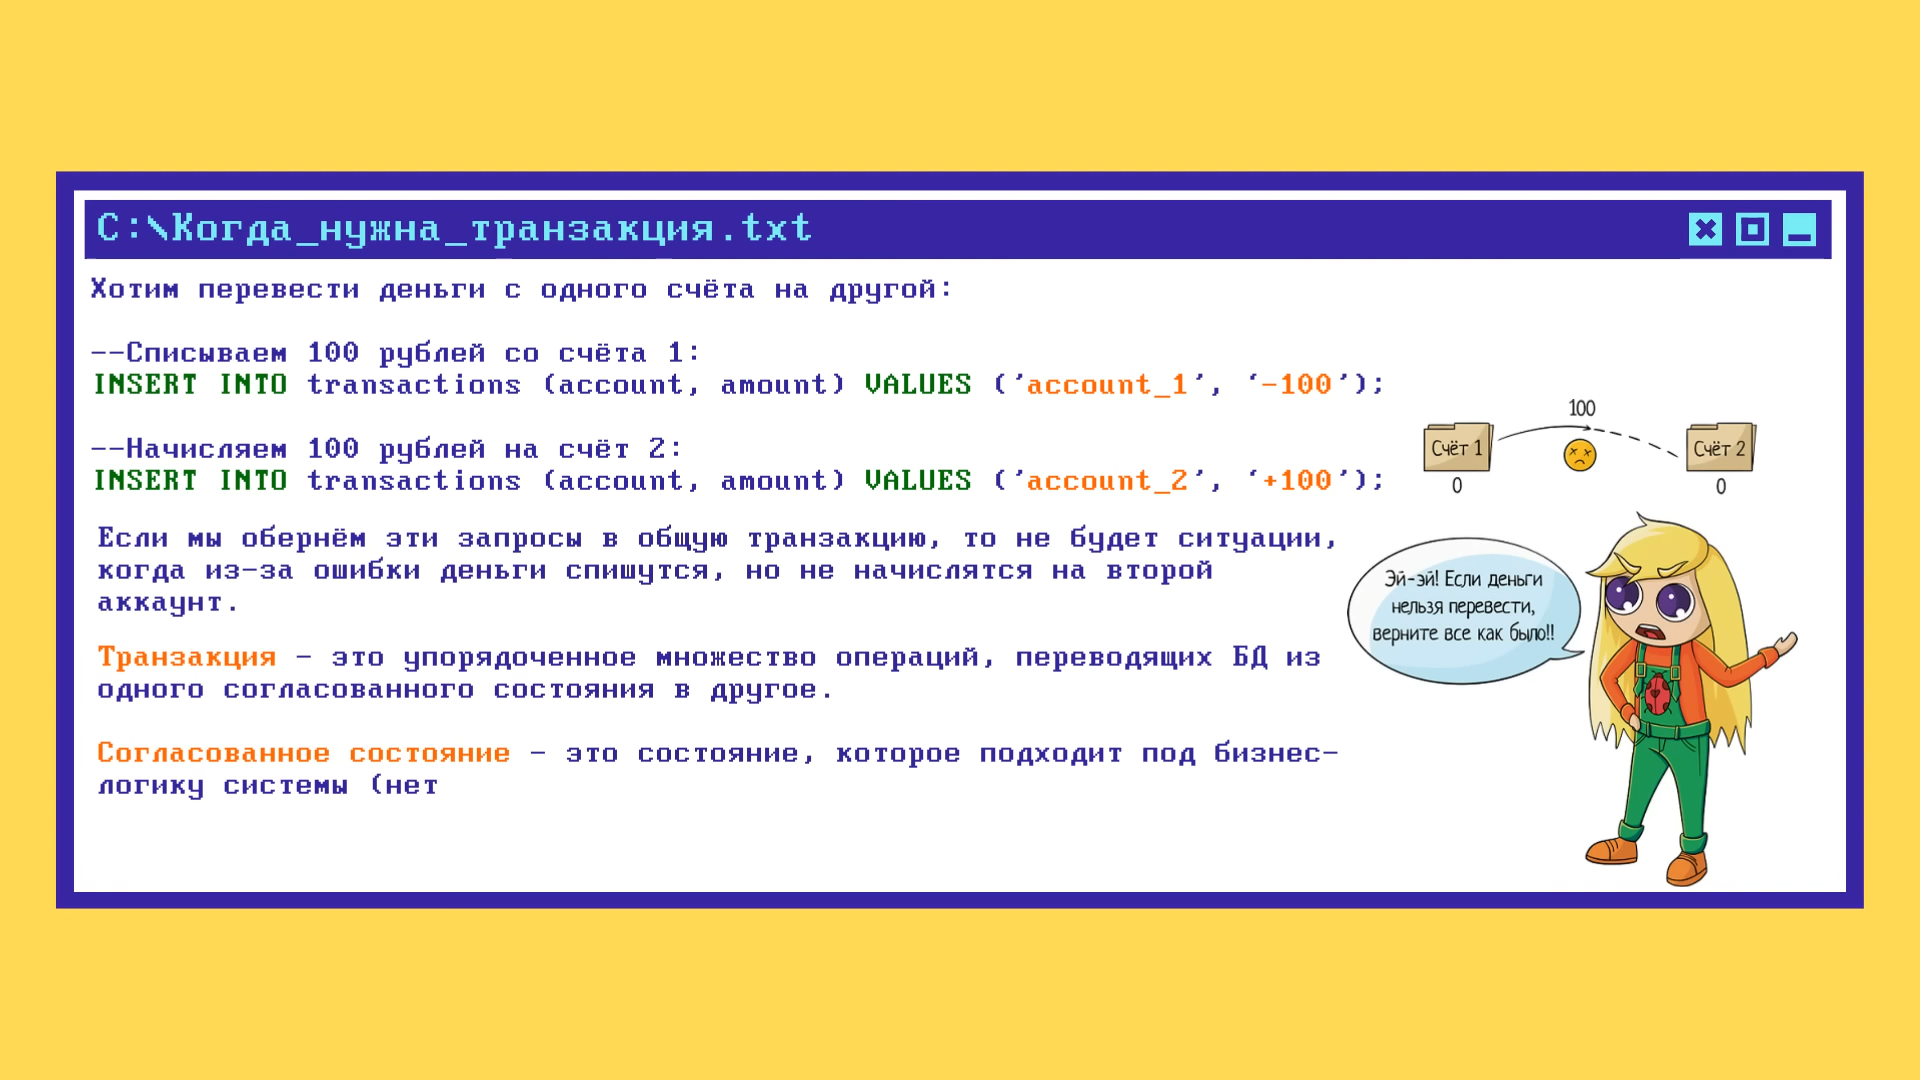 C:\Когда_нужна_транзакция.txt
Хотим перевести деньги с одного счёта на другой:
--Списываем 100 рублей со счёта 1:
INSERT INTO transactions (account, amount) VALUES (’account_1’, ‘-100’);
--Начисляем 100 рублей на счёт 2:
INSERT INTO transactions (account, amount) VALUES (’account_2’, ‘+100’);
100
Счёт 1
Счёт 2
0
0
Если мы обернём эти запросы в общую транзакцию, то не будет ситуации,
когда из-за ошибки деньги спишутся, но не начислятся на второй
аккаунт.
Эй-эй! Если деньги
нельзя перевести,
верните все как было!!
Транзакция - это упорядоченное множество операций, переводящих БД из
одного согласованного состояния в другое.
Согласованное состояние - это состояние, которое подходит под бизнес-
логику системы (нет